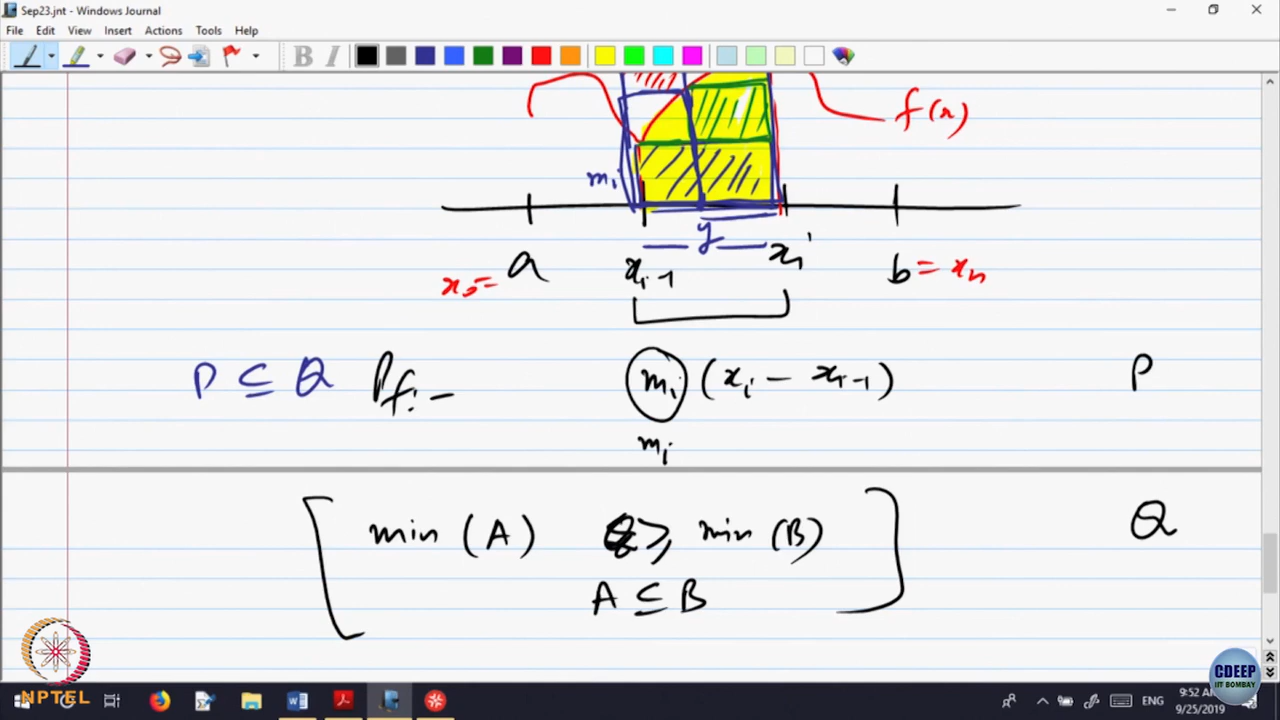 Sep23.jnt - Windows Journal
File Edit View Insert Actions Tools Help
f(x)
mi
y
x0 = a xi-1 xi b = xn
P ⊆ Q Pf:- mi (xi - xi-1) P
mi
min (A) ≥ min (B) Q
A ⊆ B
NPTEL
CDEEP
IIT BOMBAY
ENG
9:52 AM
9/25/2019